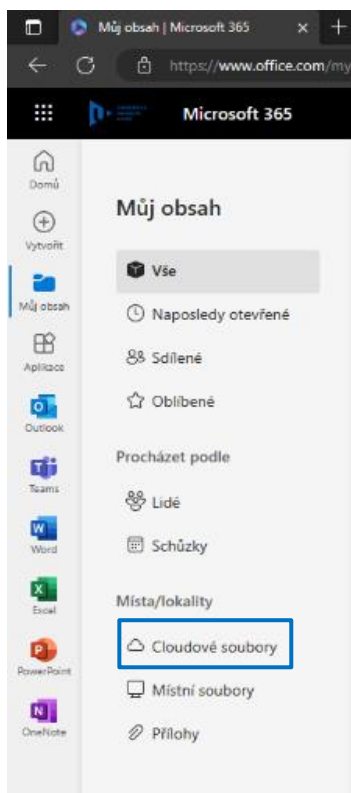 Můj obsah | Microsoft 365
https://www.office.com/my
Microsoft 365
Domů
Vytvořit
Můj obsah
Aplikace
Outlook
Teams
Word
Excel
PowerPoint
OneNote
Můj obsah
Vše
Naposledy otevřené
Sdílené
Oblíbené
Procházet podle
Lidé
Schůzky
Místa/lokality
Cloudové soubory
Místní soubory
Přílohy